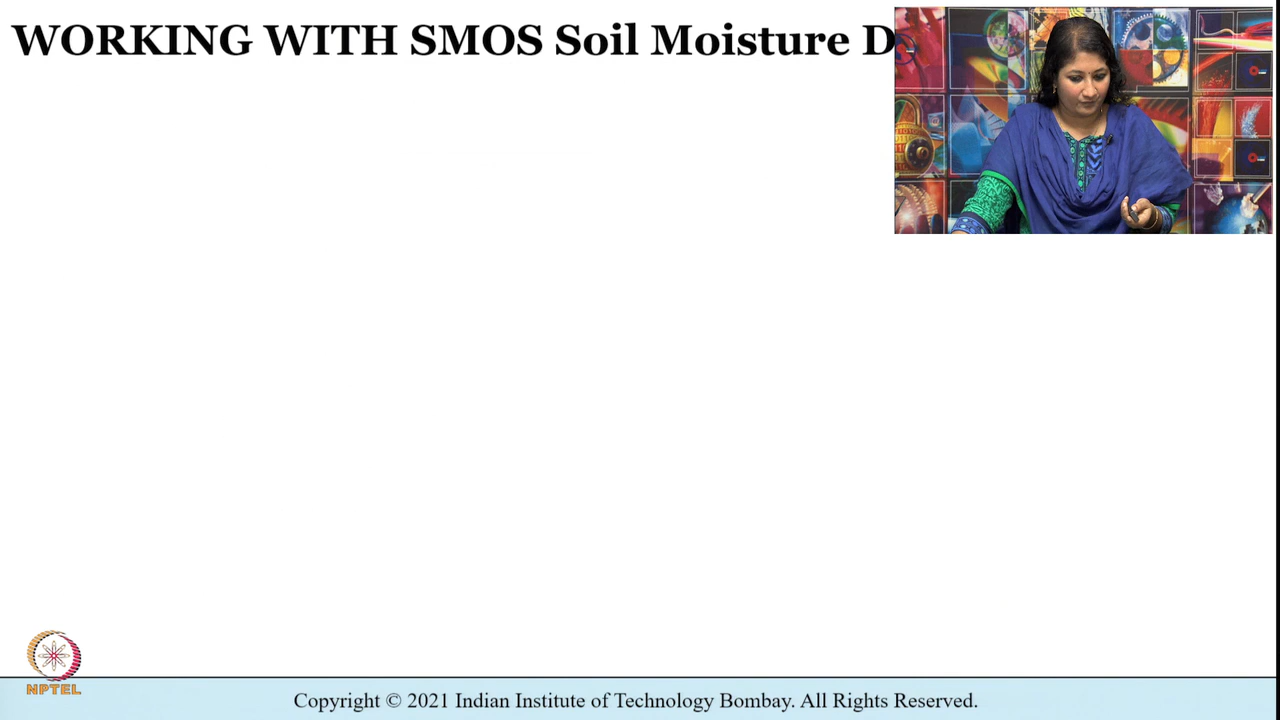 WORKING WITH SMOS Soil Moisture D
NPTEL
Copyright © 2021 Indian Institute of Technology Bombay. All Rights Reserved.